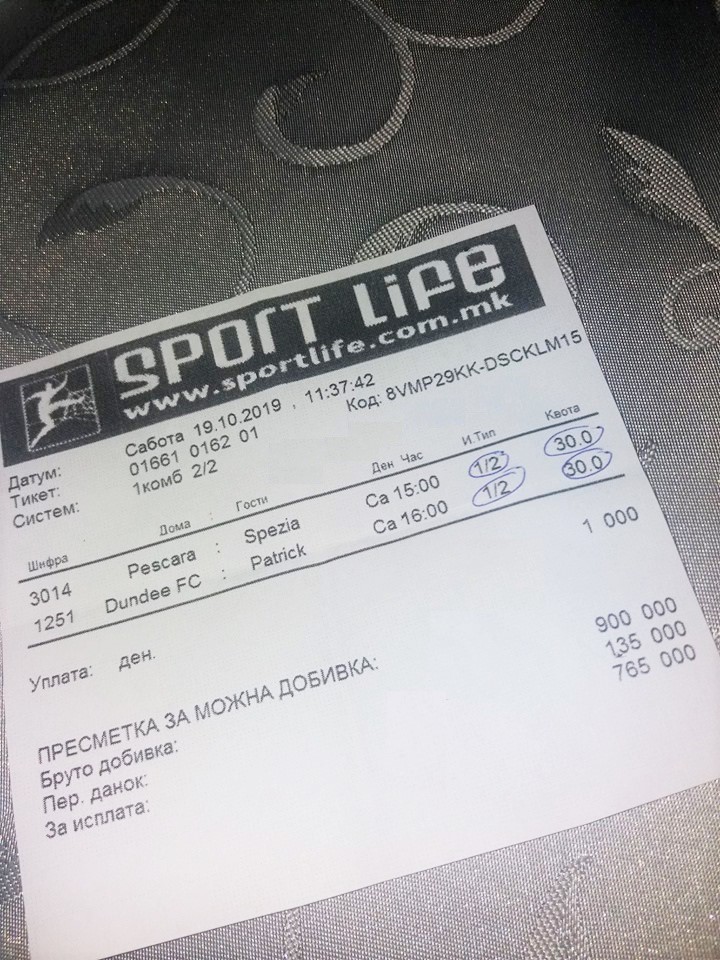 SPORT LIFE
www.sportlife.com.mk
Датум: Сабота 19.10.2019 , 11:37:42
Тикет: 01661 0162 01 Код: 8VMP29KK-DSCKLM15
Систем: 1комб 2/2
Шифра Дома : Гости Ден Час И.Тип Квота
3014 Pescara : Spezia Са 15:00 1/2 30.0
1251 Dundee FC : Patrick Са 16:00 1/2 30.0
Уплата: ден. 1 000
ПРЕСМЕТКА ЗА МОЖНА ДОБИВКА:
Бруто добивка: 900 000
Пер. данок: 135 000
За исплата: 765 000